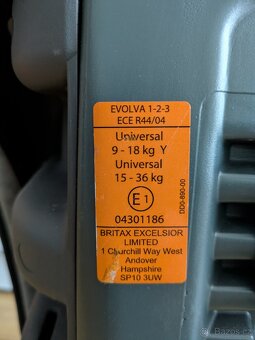 EVOLVA 1-2-3
ECE R44/04
Universal
9 - 18 kg Y
Universal
15 - 36 kg
E 1
04301186
BRITAX EXCELSIOR
LIMITED
1 Churchill Way West
Andover
Hampshire
SP10 3UW